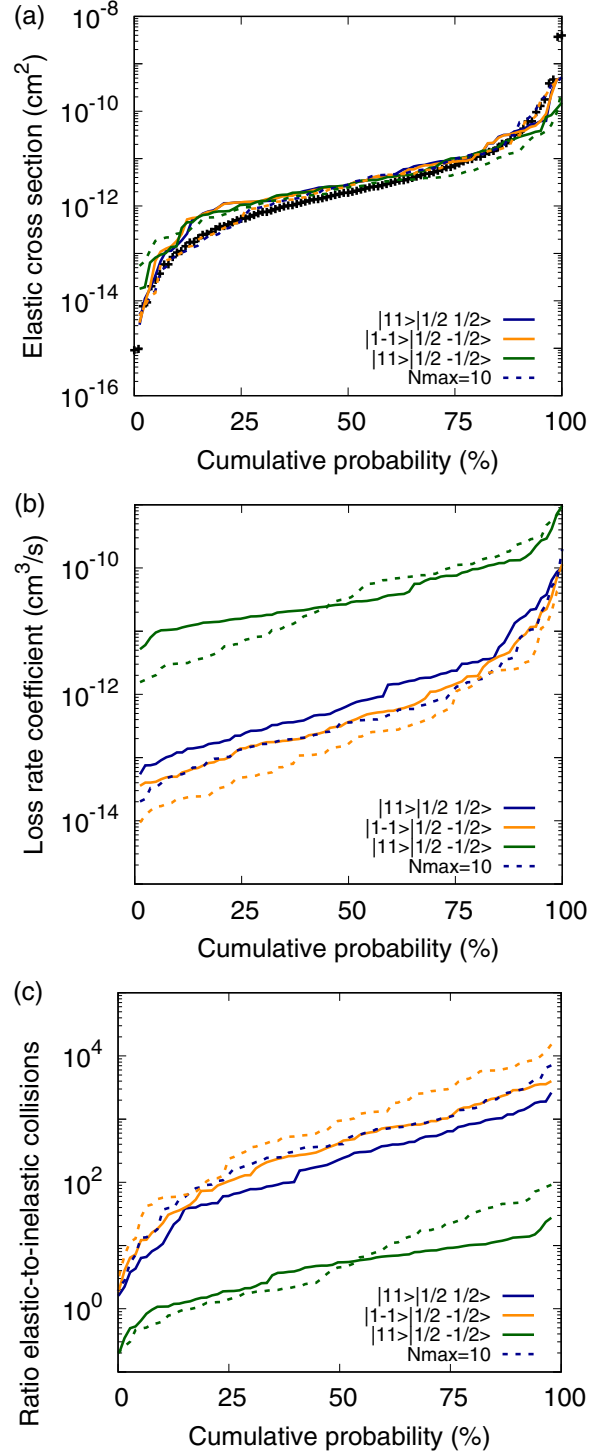 (a)
10^-8
10^-10
10^-12
10^-14
10^-16
Elastic cross section (cm^2)
|11>|1/2 1/2>
|1-1>|1/2 -1/2>
|11>|1/2 -1/2>
Nmax=10
0 25 50 75 100
Cumulative probability (%)
(b)
10^-10
10^-12
10^-14
Loss rate coefficient (cm^3/s)
|11>|1/2 1/2>
|1-1>|1/2 -1/2>
|11>|1/2 -1/2>
Nmax=10
0 25 50 75 100
Cumulative probability (%)
(c)
10^4
10^2
10^0
Ratio elastic-to-inelastic collisions
|11>|1/2 1/2>
|1-1>|1/2 -1/2>
|11>|1/2 -1/2>
Nmax=10
0 25 50 75 100
Cumulative probability (%)